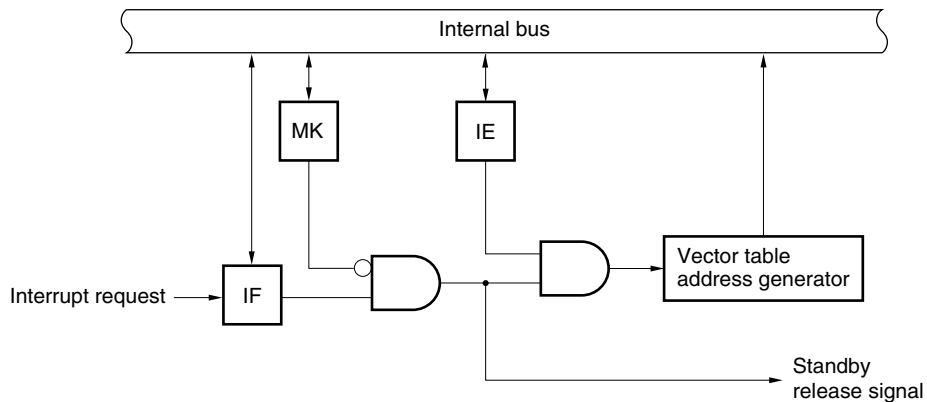 Internal bus
MK
IE
Interrupt request
IF
Vector table
address generator
Standby
release signal